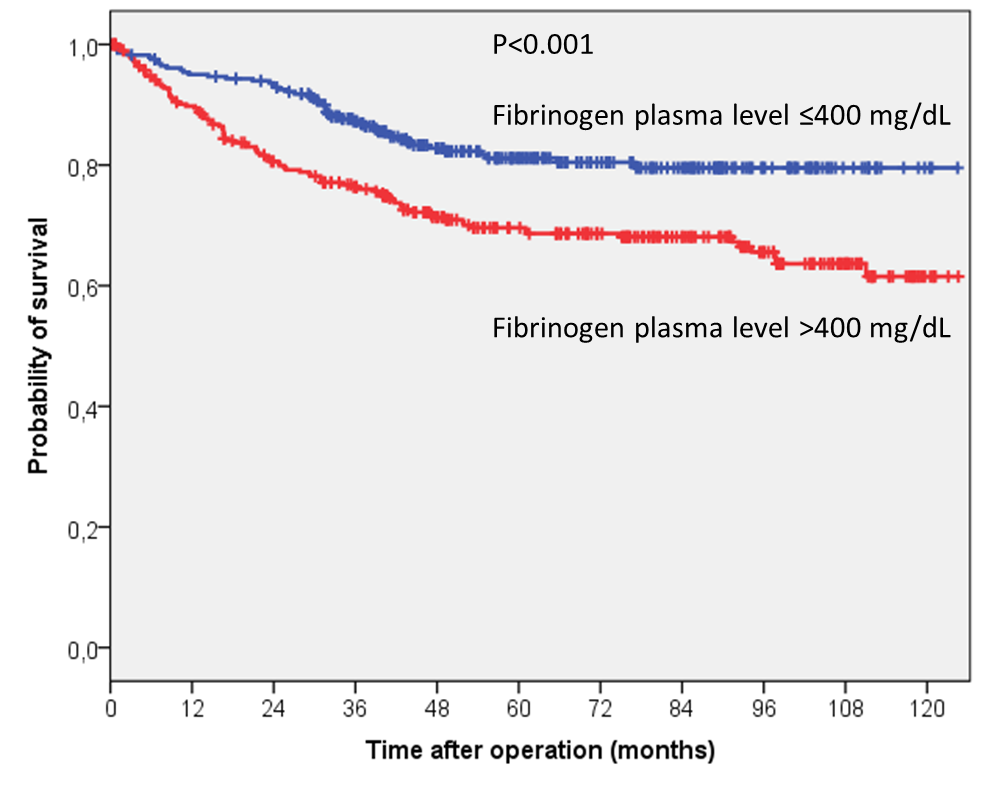 P<0.001
1,0
Fibrinogen plasma level ≤400 mg/dL
0,8
0,6
Fibrinogen plasma level >400 mg/dL
0,4
0,2
0,0
Probability of survival
0 12 24 36 48 60 72 84 96 108 120
Time after operation (months)